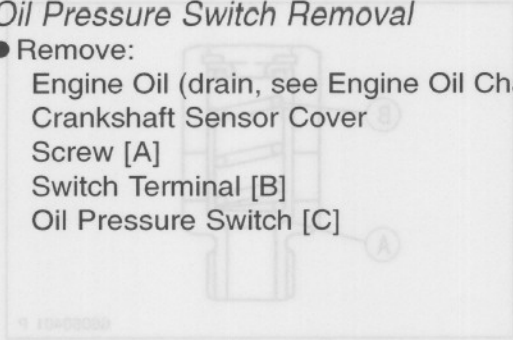 Oil Pressure Switch Removal
● Remove:
Engine Oil (drain, see Engine Oil Cha
Crankshaft Sensor Cover
Screw [A]
Switch Terminal [B]
Oil Pressure Switch [C]